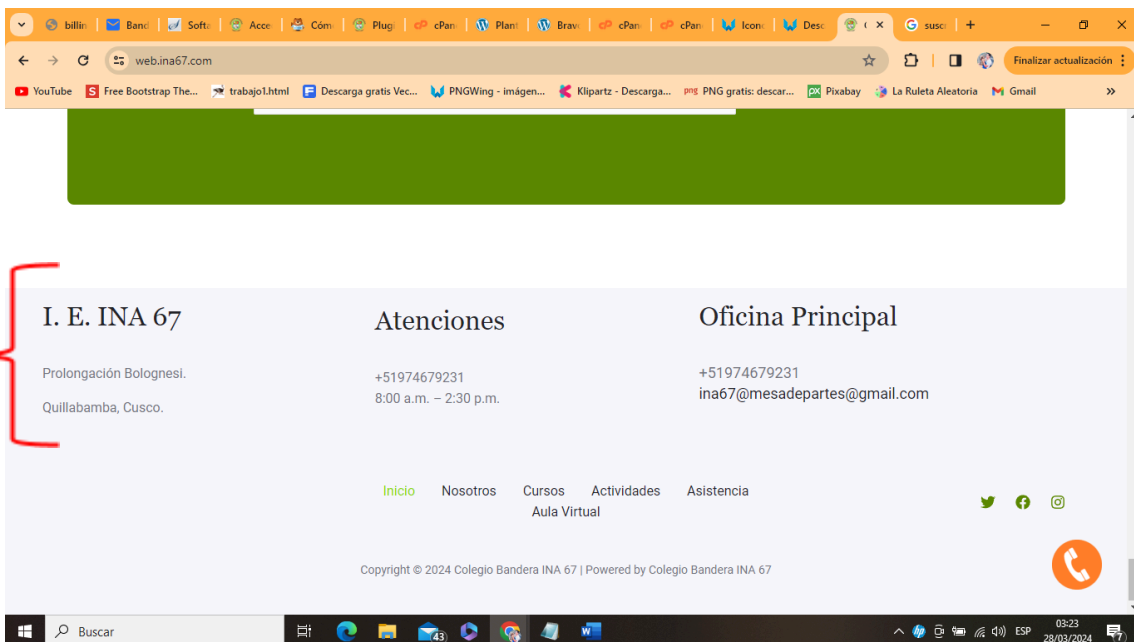 billin
Band
Softa
Acce
Cóm
Plug
cPan
Plant
Brav
cPan
cPan
Icono
Desc
susc
web.ina67.com
Finalizar actualización
YouTube
Free Bootstrap The...
trabajo1.html
Descarga gratis Vec...
PNGWing - imágen...
Klipartz - Descarga...
PNG gratis: descar...
Pixabay
La Ruleta Aleatoria
Gmail
»
I. E. INA 67
Prolongación Bolognesi.
Quillabamba, Cusco.
Atenciones
+51974679231
8:00 a.m. – 2:30 p.m.
Oficina Principal
+51974679231
ina67@mesadepartes@gmail.com
Inicio Nosotros Cursos Actividades Asistencia
Aula Virtual
Copyright © 2024 Colegio Bandera INA 67 | Powered by Colegio Bandera INA 67
Buscar
43
ESP
03:23
28/03/2024